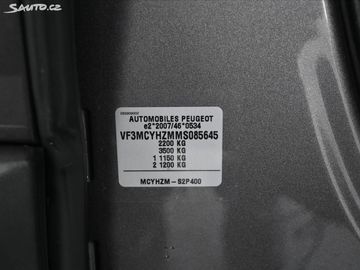 SAUTO.CZ
AUTOMOBILES PEUGEOT
e2*2007/46*0534
VF3MCYHZMMS085645
2200 KG
3500 KG
1 1150 KG
2 1200 KG
MCYHZM – S2P400